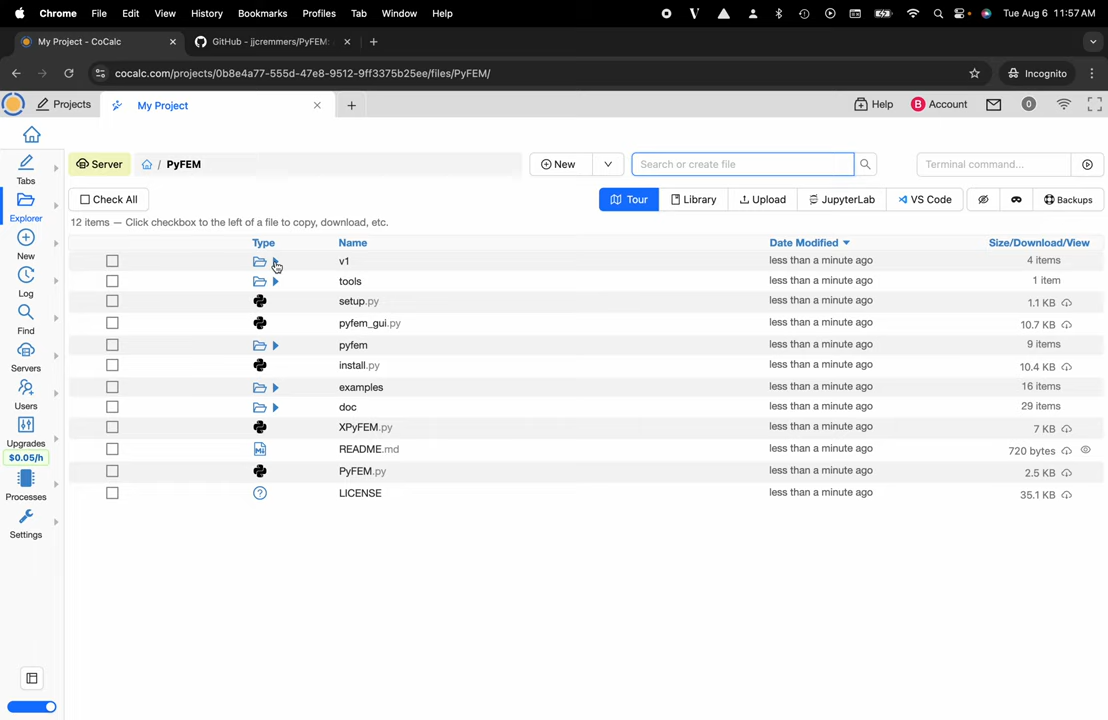 Chrome File Edit View History Bookmarks Profiles Tab Window Help Tue Aug 6 11:57 AM
My Project - CoCalc GitHub - jjcremmers/PyFEM:
cocalc.com/projects/0b8e4a77-555d-47e8-9512-9ff3375b25ee/files/PyFEM/ Incognito
Projects My Project Help B Account 0
Server / PyFEM New Search or create file Terminal command...
Tabs
Check All Tour Library Upload JupyterLab VS Code Backups
Explorer
12 items — Click checkbox to the left of a file to copy, download, etc.
Type Name Date Modified Size/Download/View
New
v1 less than a minute ago 4 items
tools less than a minute ago 1 item
Log
setup.py less than a minute ago 1.1 KB
pyfem_gui.py less than a minute ago 10.7 KB
Find
pyfem less than a minute ago 9 items
install.py less than a minute ago 10.4 KB
Servers
examples less than a minute ago 16 items
Users
doc less than a minute ago 29 items
XPyFEM.py less than a minute ago 7 KB
Upgrades
README.md less than a minute ago 720 bytes
$0.05/h
PyFEM.py less than a minute ago 2.5 KB
LICENSE less than a minute ago 35.1 KB
Processes
Settings